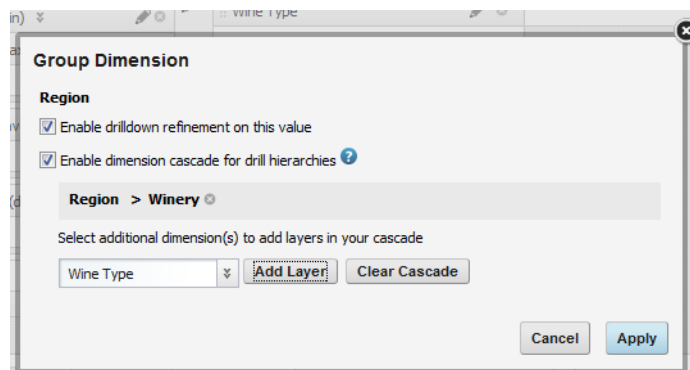 in)
Wine Type
Group Dimension
Region
Enable drilldown refinement on this value
Enable dimension cascade for drill hierarchies ?
Region > Winery
Select additional dimension(s) to add layers in your cascade
Wine Type
Add Layer
Clear Cascade
Cancel
Apply